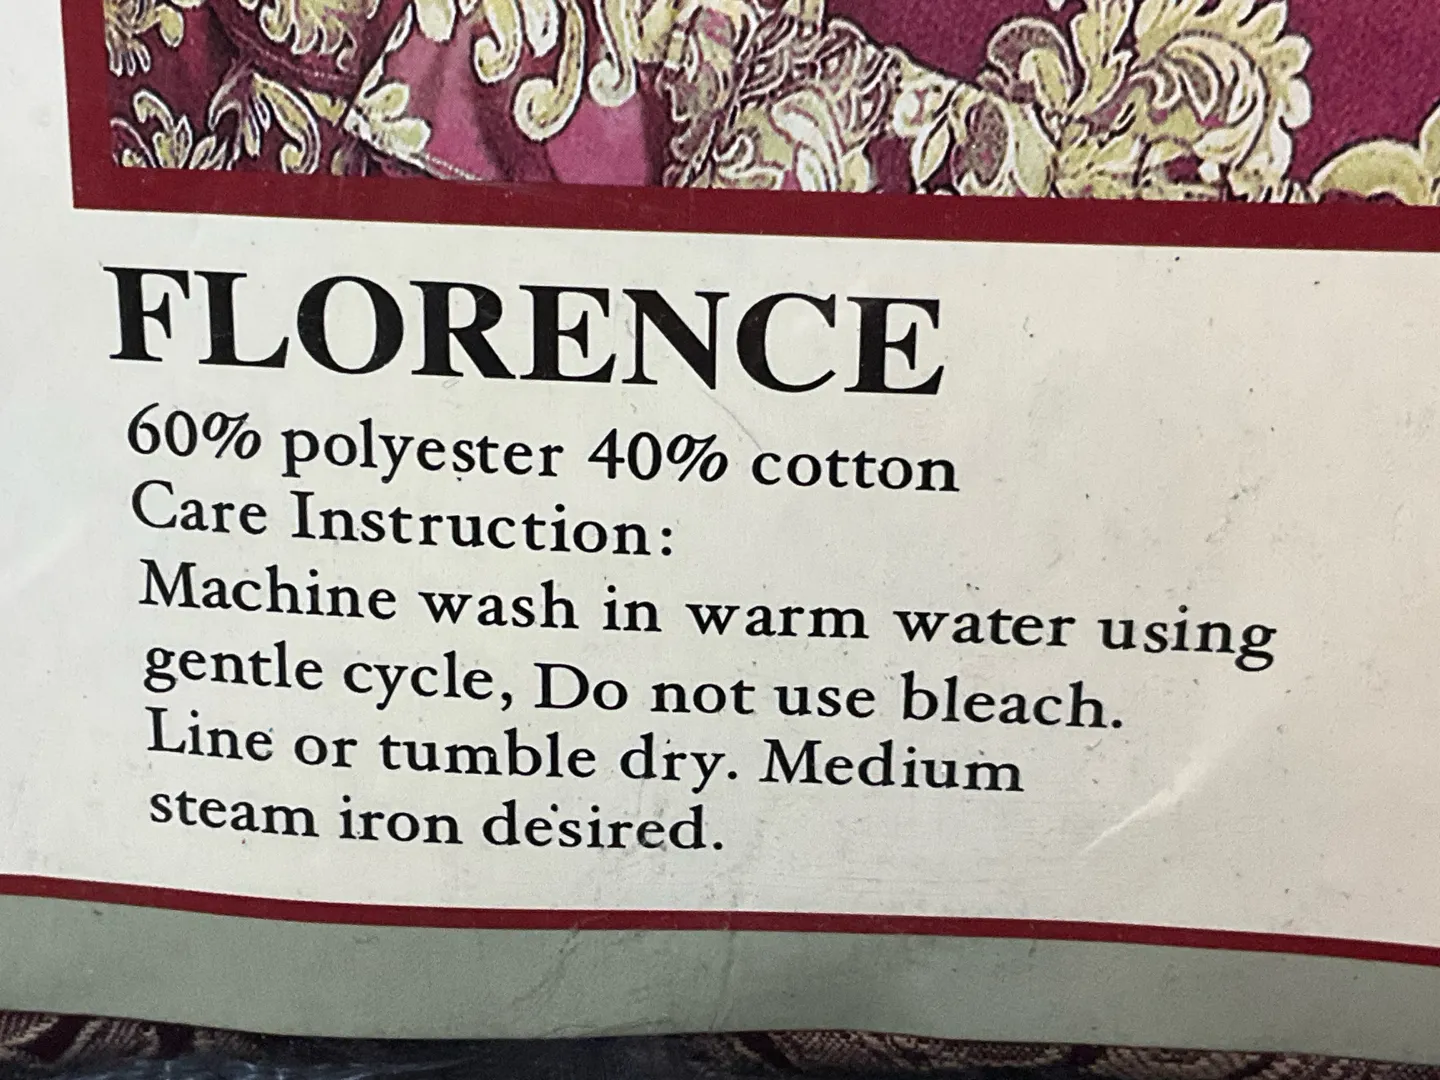 FLORENCE
60% polyester 40% cotton
Care Instruction:
Machine wash in warm water using
gentle cycle, Do not use bleach.
Line or tumble dry. Medium
steam iron desired.